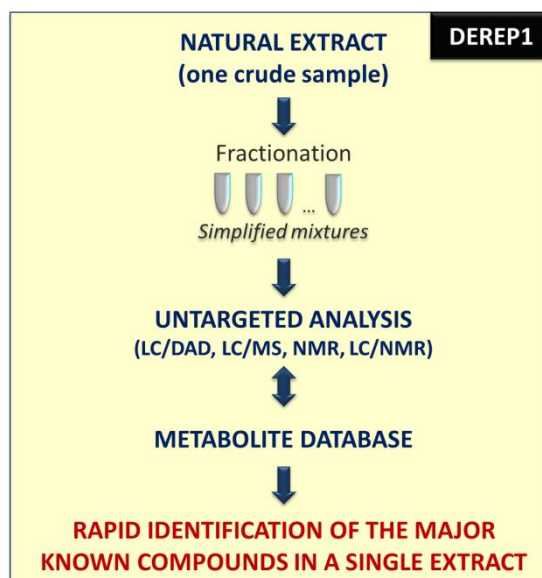 NATURAL EXTRACT
DEREP1
(one crude sample)
Fractionation
...
Simplified mixtures
UNTARGETED ANALYSIS
(LC/DAD, LC/MS, NMR, LC/NMR)
METABOLITE DATABASE
RAPID IDENTIFICATION OF THE MAJOR
KNOWN COMPOUNDS IN A SINGLE EXTRACT